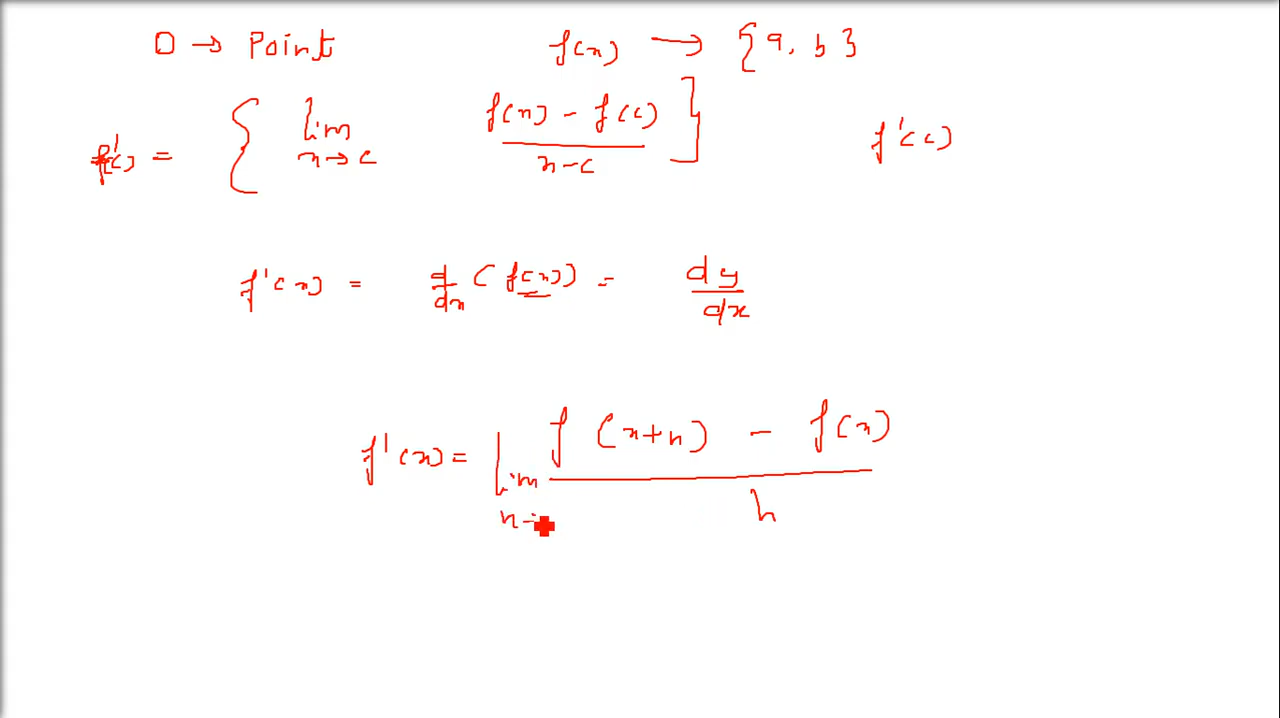 D → Point f(x) → {a, b}
f'(c) = { lim x→c f(x) - f(c) / x-c ] f'(c)
f'(x) = d/dx (f(x)) = dy/dx
f'(x) = lim h- f(x+h) - f(x) / h